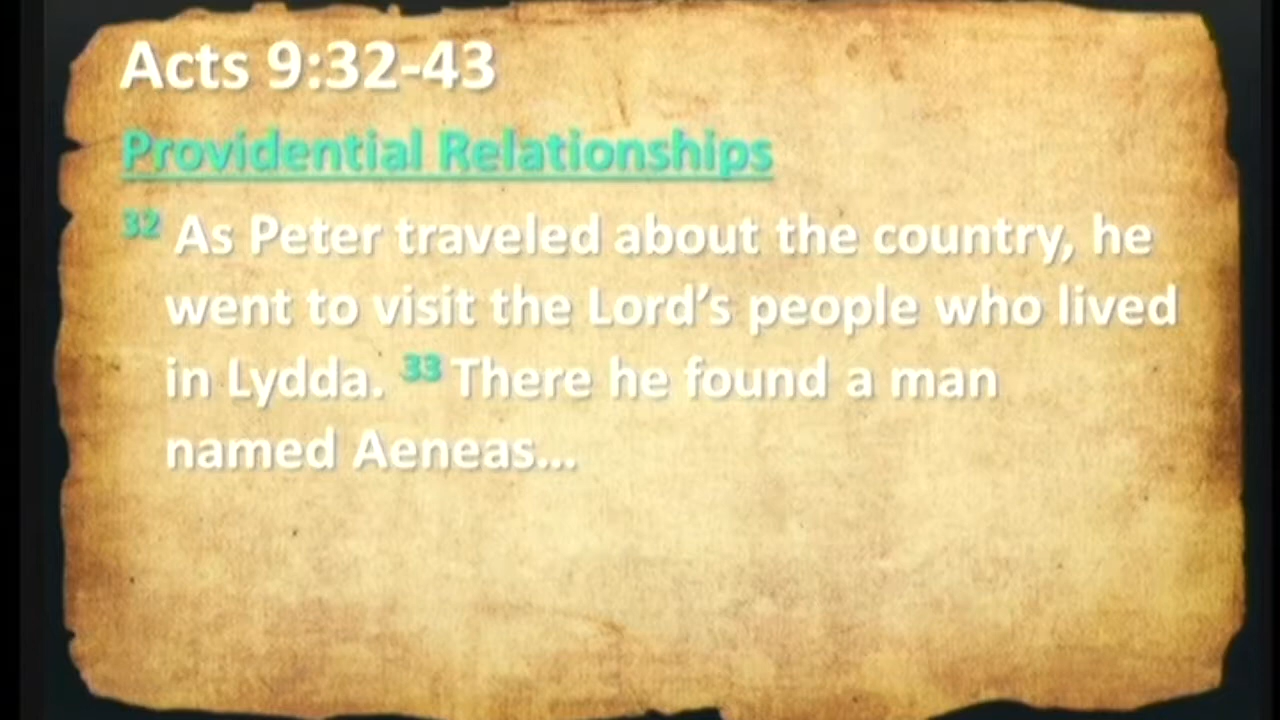 Acts 9:32-43
Providential Relationships
32 As Peter traveled about the country, he
went to visit the Lord’s people who lived
in Lydda. 33 There he found a man
named Aeneas…